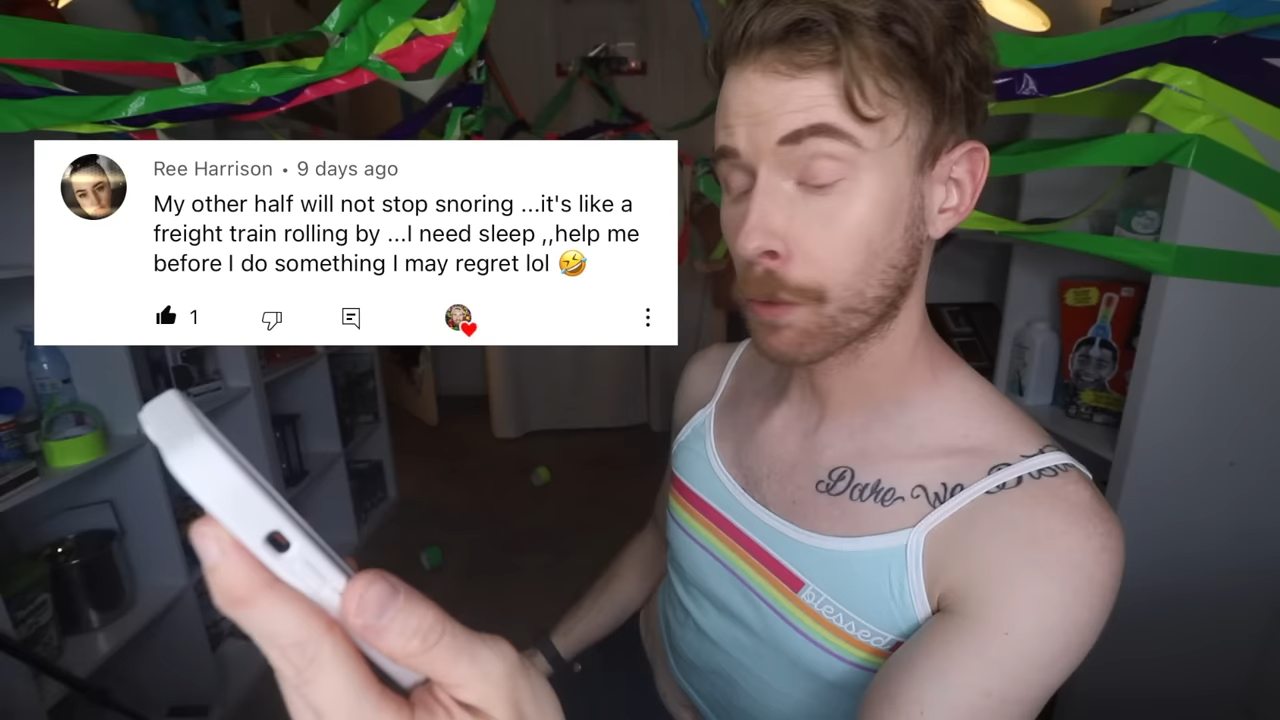 Ree Harrison • 9 days ago
My other half will not stop snoring ...it's like a
freight train rolling by ...I need sleep ,,help me
before I do something I may regret lol 🤣
1
Dare We
blessed